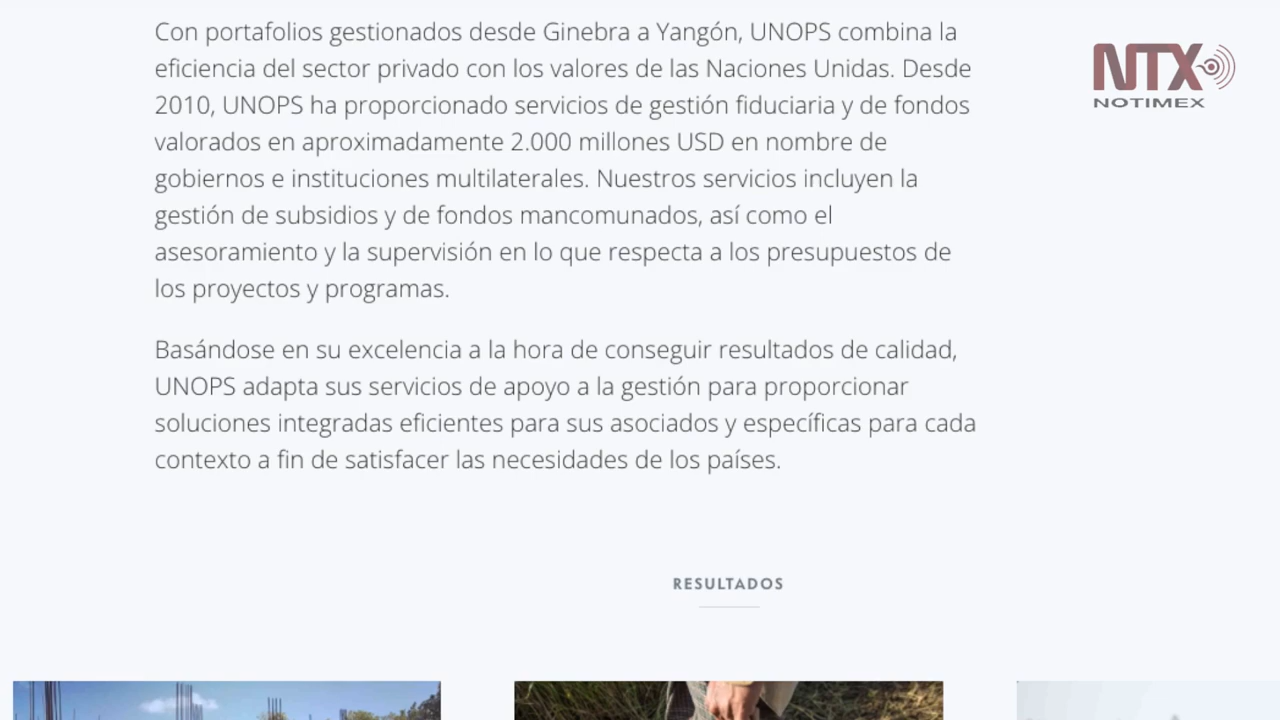 Con portafolios gestionados desde Ginebra a Yangón, UNOPS combina la
eficiencia del sector privado con los valores de las Naciones Unidas. Desde
2010, UNOPS ha proporcionado servicios de gestión fiduciaria y de fondos
valorados en aproximadamente 2.000 millones USD en nombre de
gobiernos e instituciones multilaterales. Nuestros servicios incluyen la
gestión de subsidios y de fondos mancomunados, así como el
asesoramiento y la supervisión en lo que respecta a los presupuestos de
los proyectos y programas.
Basándose en su excelencia a la hora de conseguir resultados de calidad,
UNOPS adapta sus servicios de apoyo a la gestión para proporcionar
soluciones integradas eficientes para sus asociados y específicas para cada
contexto a fin de satisfacer las necesidades de los países.
RESULTADOS
NTX
NOTIMEX